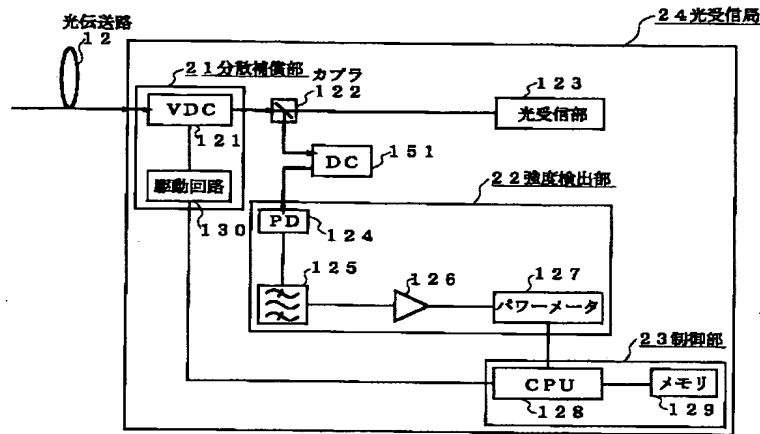 光伝送路
12
24光受信局
21分散補償部
カプラ
122
123
VDC
121
光受信部
DC
151
22強度検出部
駆動回路
130
PD
124
125
126
127
パワーメータ
23制御部
CPU
128
メモリ
129